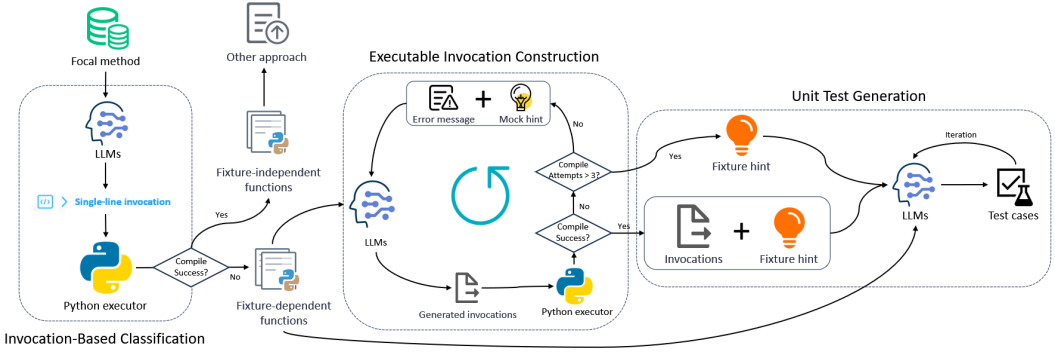 Focal method
LLMs
Single-line invocation
Python executor
Invocation-Based Classification
Compile
Success?
Yes
No
Other approach
Fixture-independent
functions
Fixture-dependent
functions
Executable Invocation Construction
Error message
+
Mock hint
LLMs
Generated invocations
Python executor
Compile
Success?
No
Yes
Compile
Attempts > 3?
No
Yes
Unit Test Generation
Fixture hint
Invocations
+
Fixture hint
LLMs
Iteration
Test cases